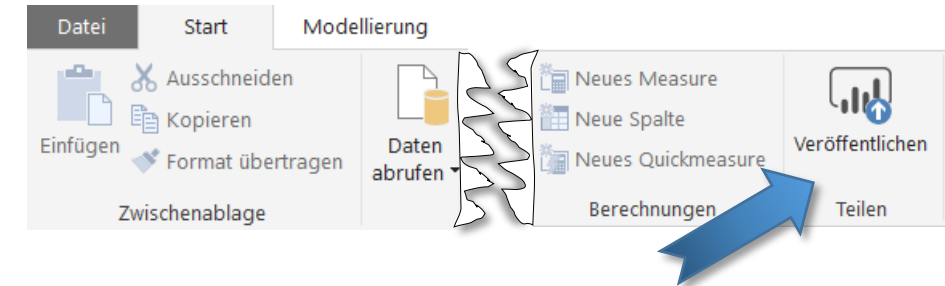 Datei
Start
Modellierung
Einfügen
Ausschneiden
Kopieren
Format übertragen
Zwischenablage
Daten
abrufen
Neues Measure
Neue Spalte
Neues Quickmeasure
Berechnungen
Veröffentlichen
Teilen